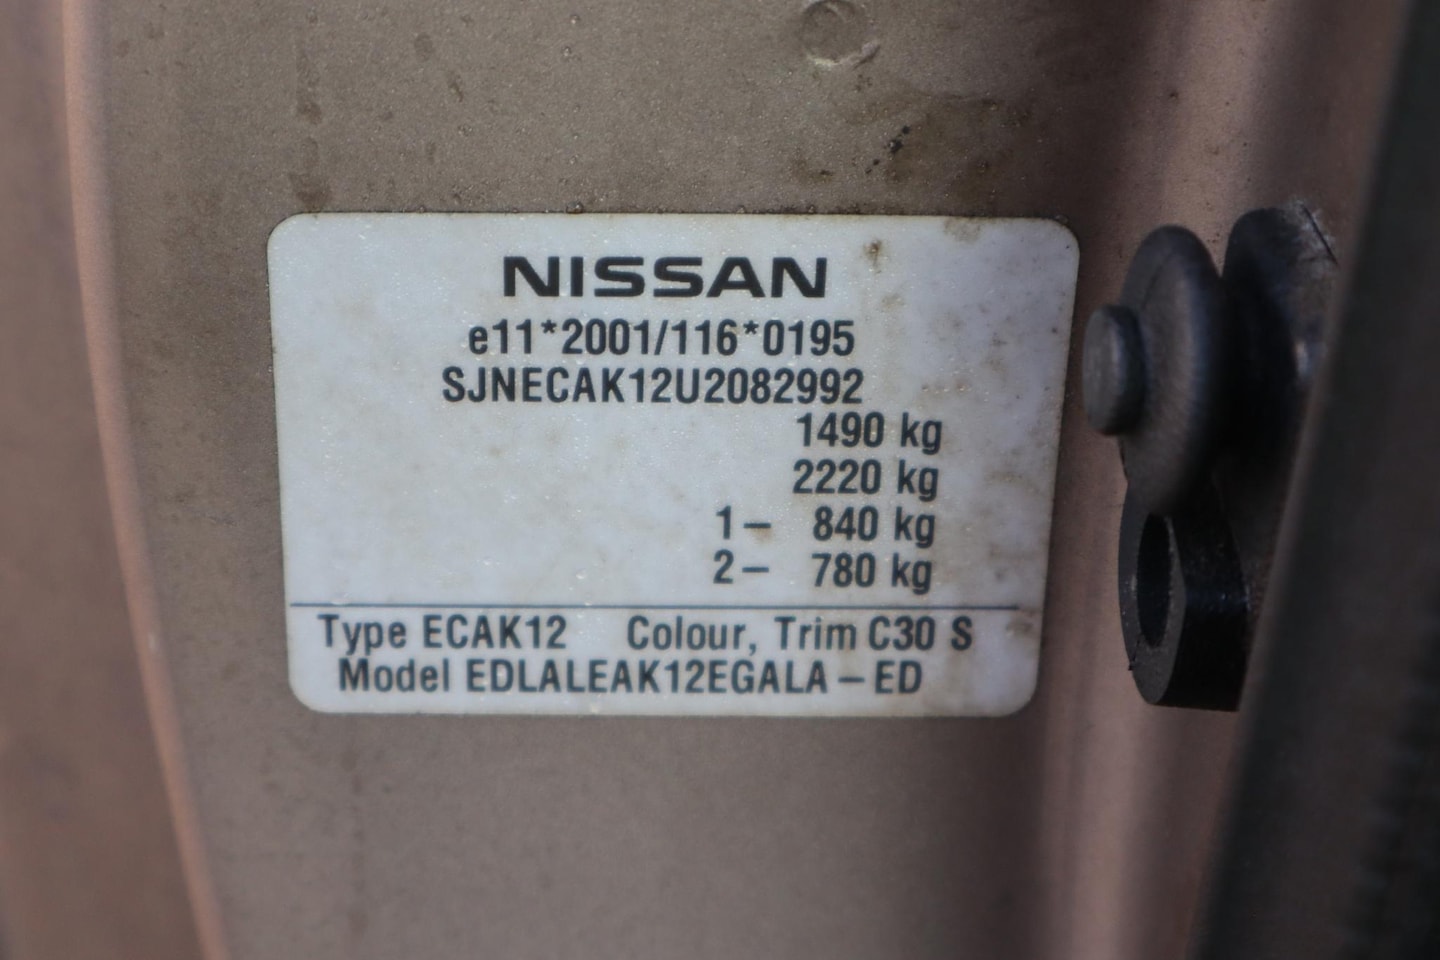 NISSAN
e11*2001/116*0195
SJNECAK12U2082992
1490 kg
2220 kg
1– 840 kg
2– 780 kg
Type ECAK12 Colour, Trim C30 S
Model EDLALEAK12EGALA – ED